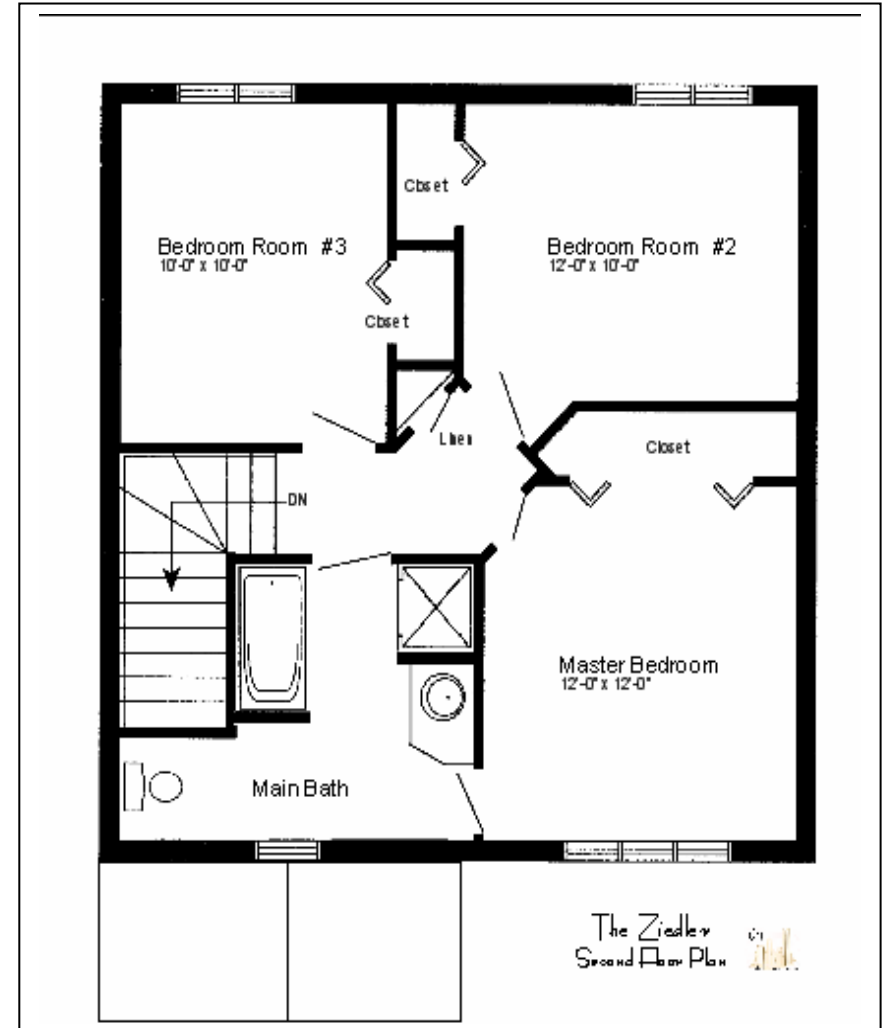 Closet
Bedroom Room #3
10'-0" x 10'-0"
Bedroom Room #2
12'-0" x 10'-0"
Closet
Linen
Closet
DN
Master Bedroom
12'-0" x 12'-0"
Main Bath
The Ziedler
Second Floor Plan